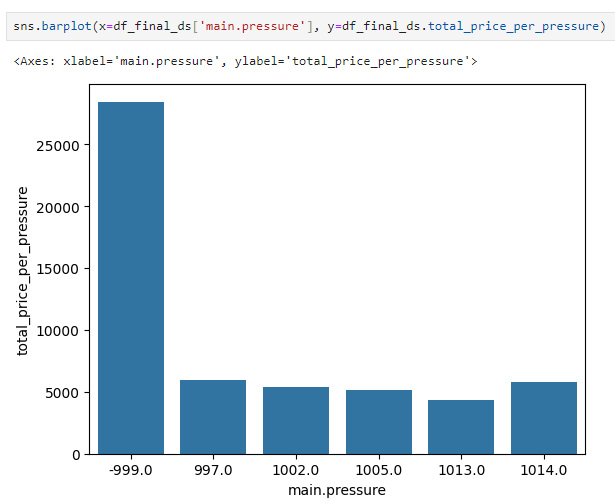 sns.barplot(x=df_final_ds['main.pressure'], y=df_final_ds.total_price_per_pressure)
<Axes: xlabel='main.pressure', ylabel='total_price_per_pressure'>
total_price_per_pressure
25000
20000
15000
10000
5000
0
-999.0 997.0 1002.0 1005.0 1013.0 1014.0
main.pressure